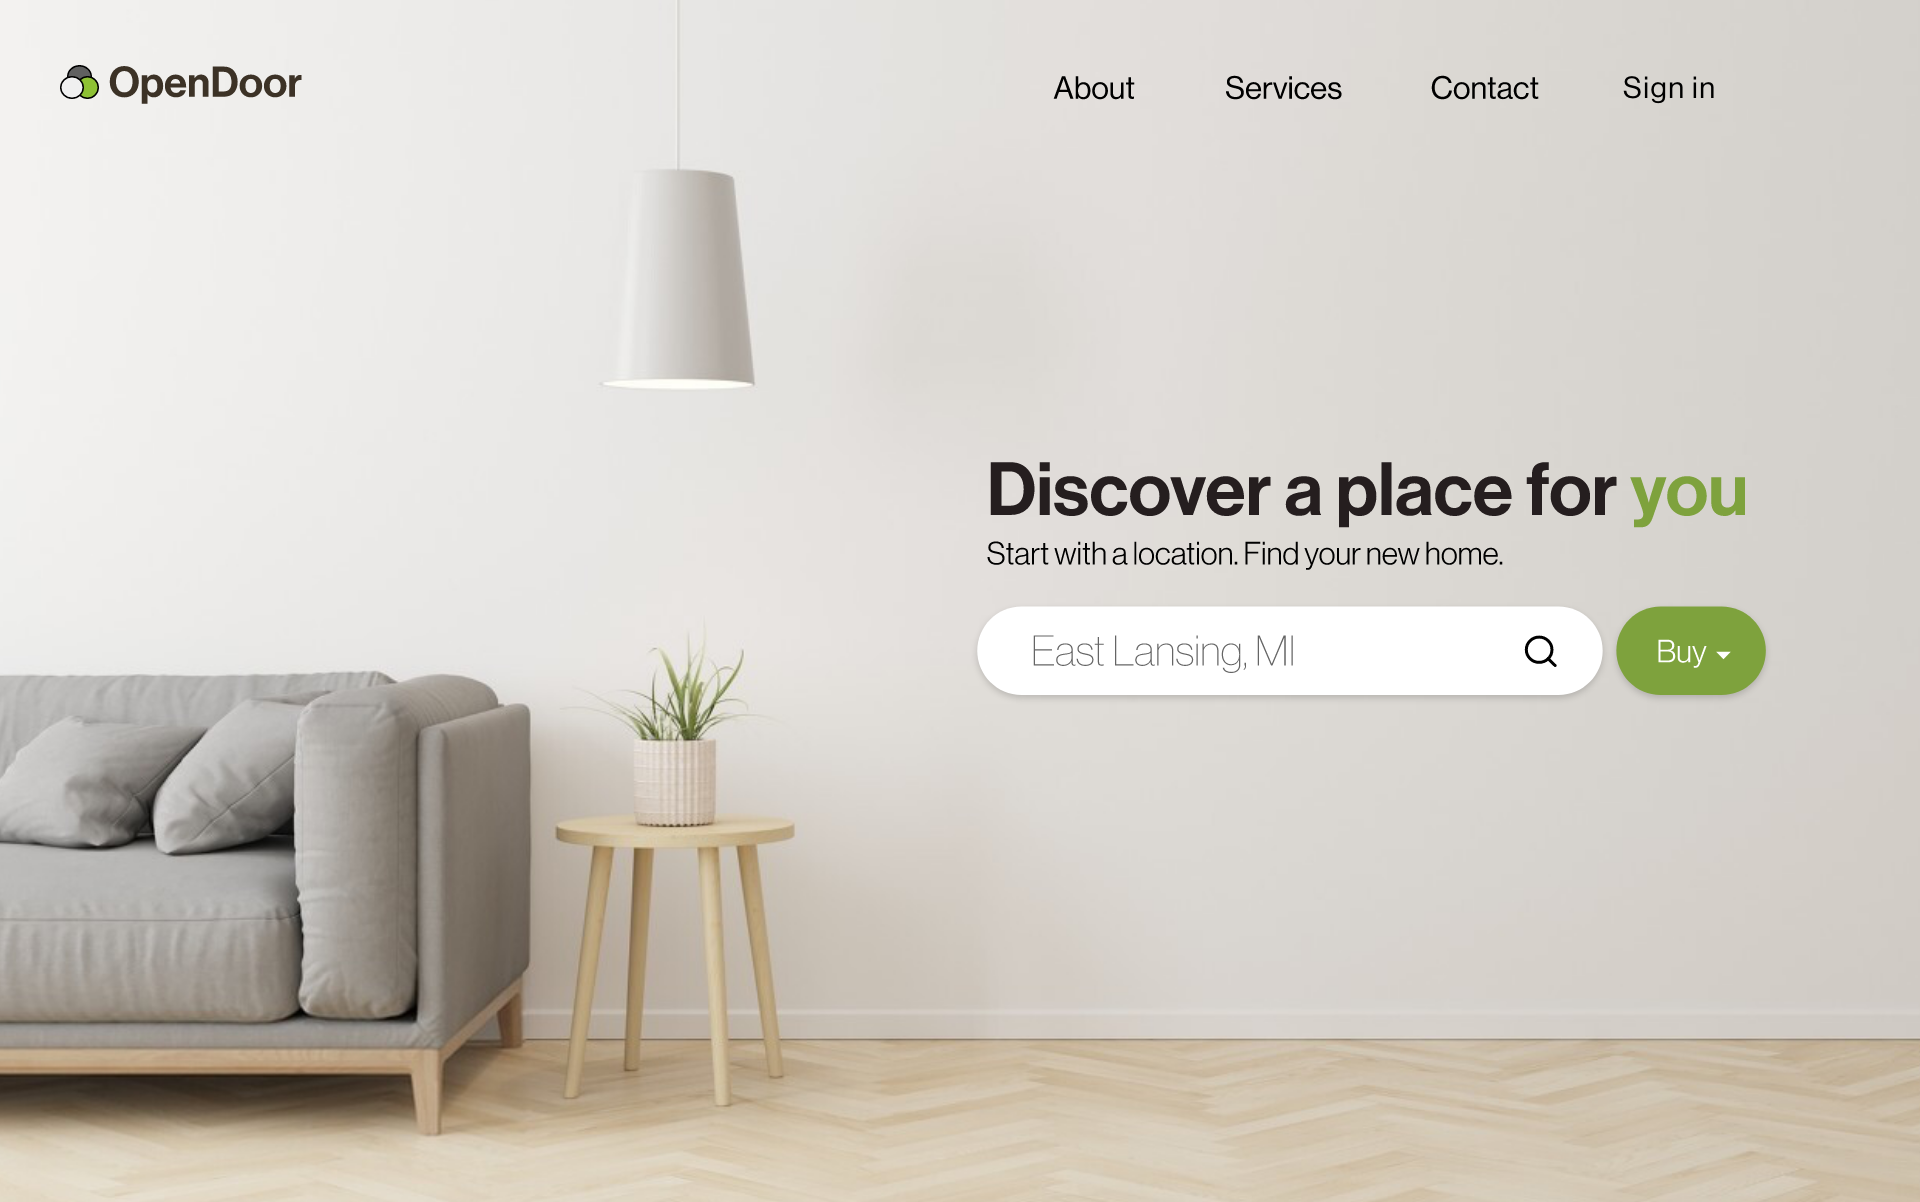 OpenDoor
About Services Contact Sign in
Discover a place for you
Start with a location. Find your new home.
East Lansing, MI
Buy